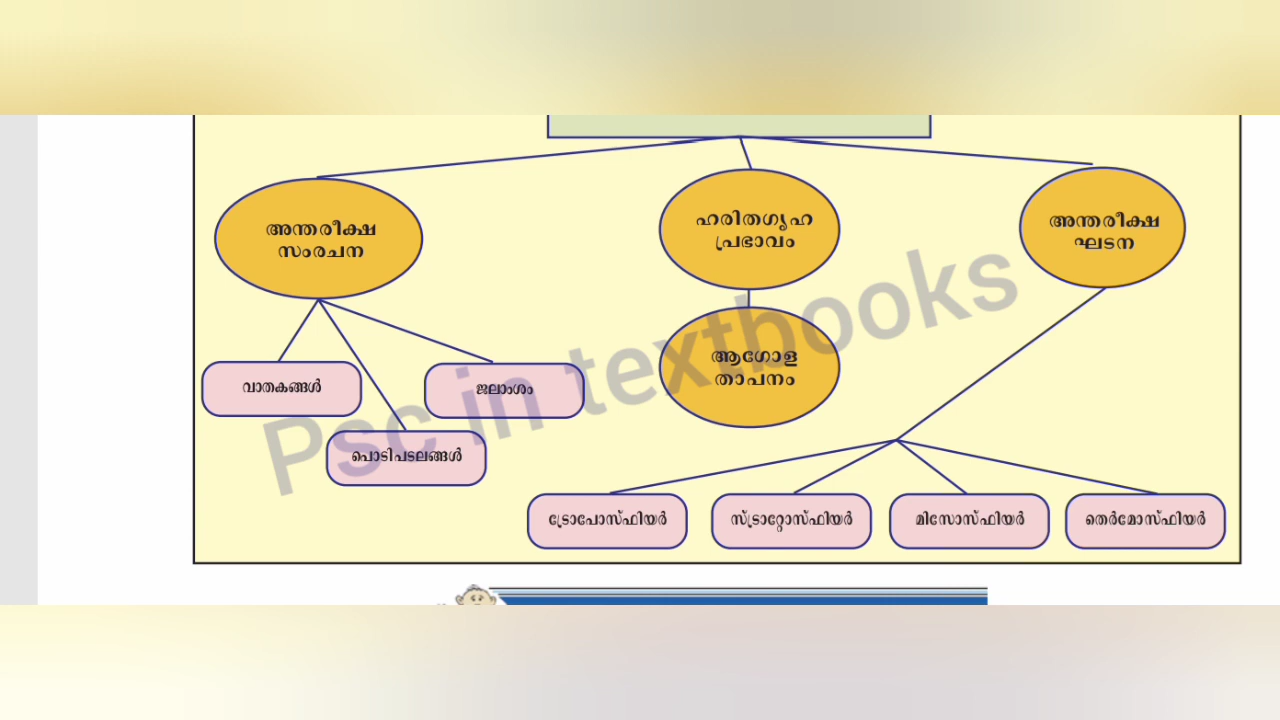 അന്തരീക്ഷ
സംരചന
ഹരിതഗൃഹ
പ്രഭാവം
അന്തരീക്ഷ
ഘടന
ആഗോള
താപനം
വാതകങ്ങൾ
ജലാംശം
പൊടിപടലങ്ങൾ
ട്രോപോസ്ഫിയർ
സ്ട്രാറ്റോസ്ഫിയർ
മിസോസ്ഫിയർ
തെർമോസ്ഫിയർ
Psc in textbooks